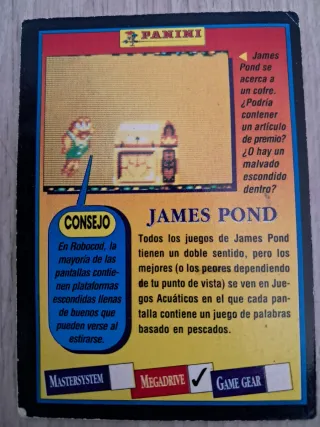 PANINI
James
Pond se
acerca a
un cofre.
¿Podría
contener
un artículo
de premio?
¿O hay un
malvado
escondido
dentro?
CONSEJO
En Robocod, la
mayoría de las
pantallas contie-
nen plataformas
escondidas llenas
de buenos que
pueden verse al
estirarse.
JAMES POND
Todos los juegos de James Pond
tienen un doble sentido, pero los
mejores (o los peores dependiendo
de tu punto de vista) se ven en Jue-
gos Acuáticos en el que cada pan-
talla contiene un juego de palabras
basado en pescados.
MASTERSYSTEM MEGADRIVE GAME GEAR